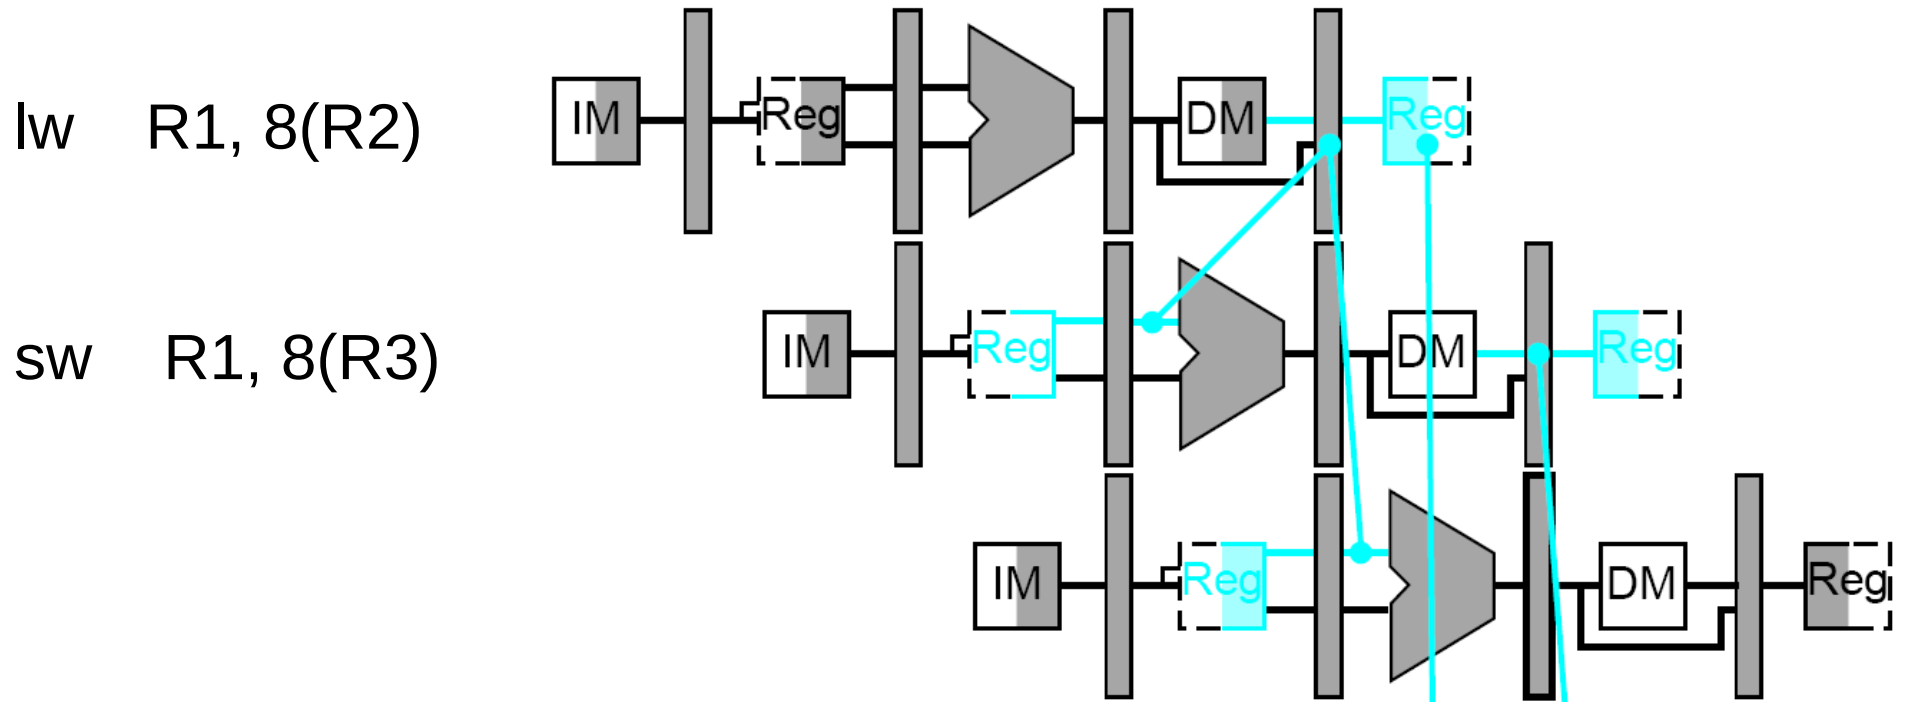 lw R1, 8(R2) IM Reg DM Reg
sw R1, 8(R3) IM Reg DM Reg
IM Reg DM Reg